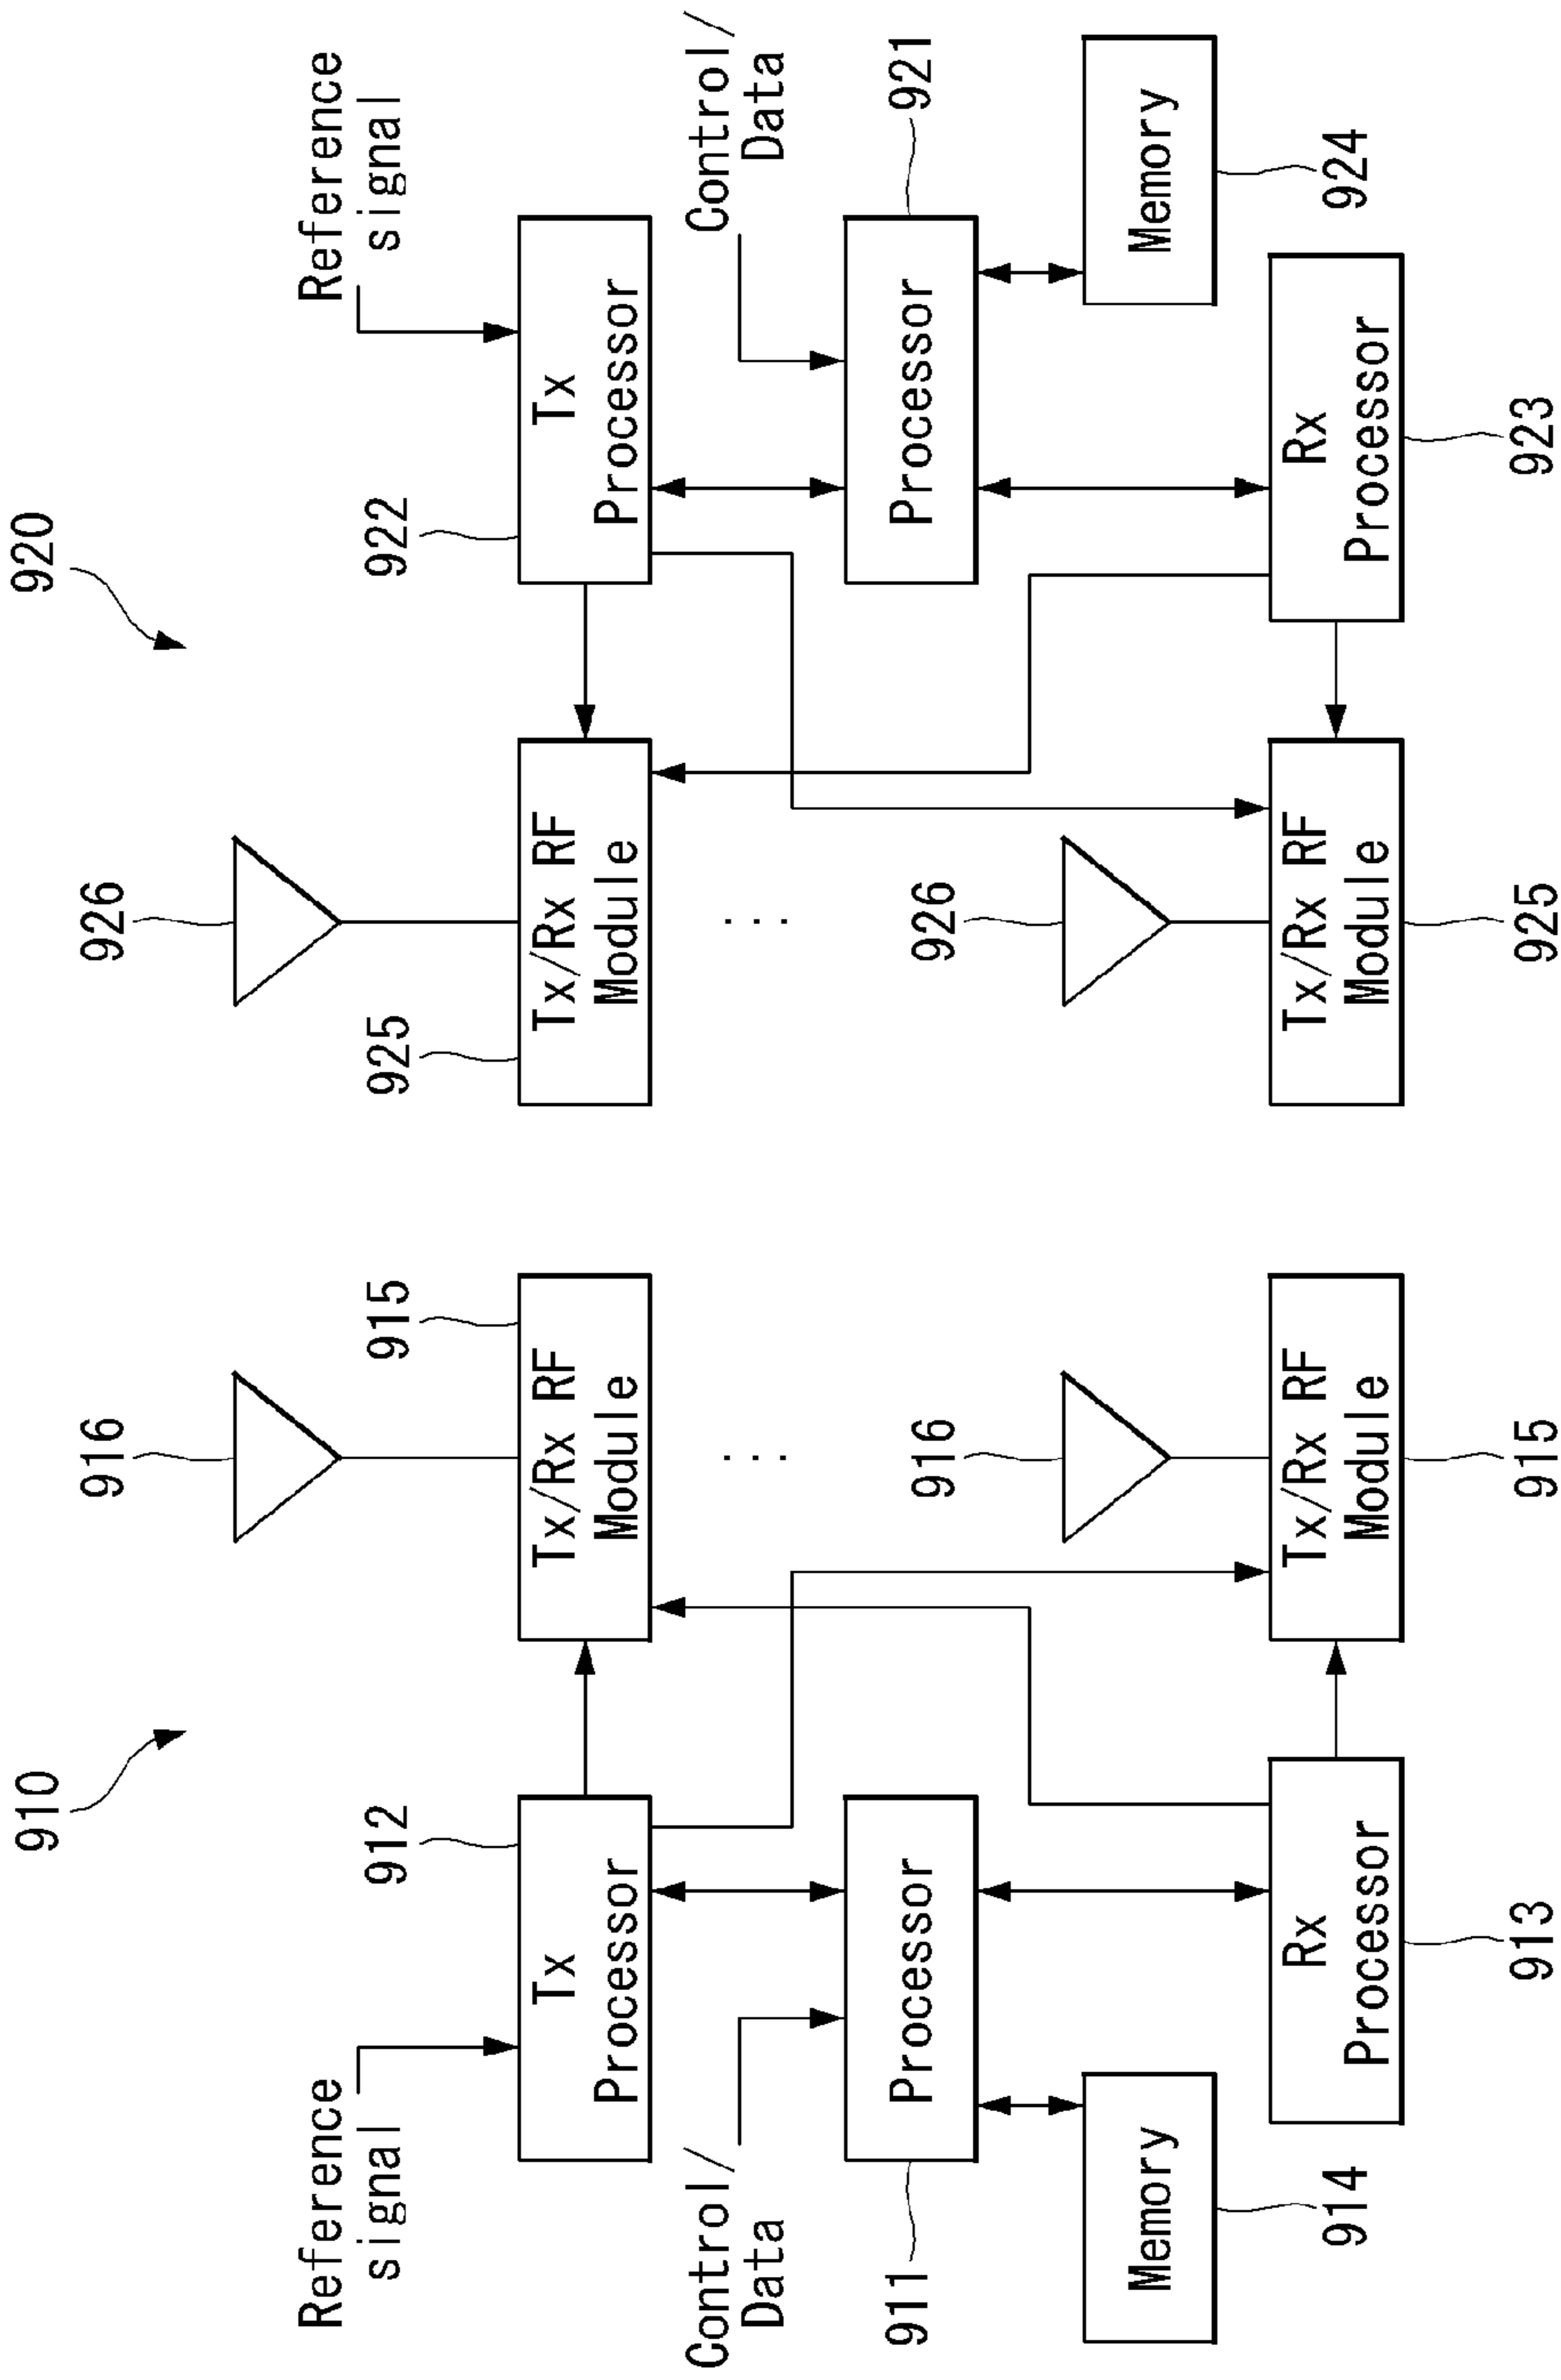 910
920
916
926
Reference
signal
912
915
925
922
Reference
signal
Tx
Processor
Tx/Rx RF
Module
Tx/Rx RF
Module
Tx
Processor
Control/
Data
...
...
Control/
Data
911
Processor
916
926
Processor
921
Memory
914
Memory
924
Rx
Processor
Tx/Rx RF
Module
Tx/Rx RF
Module
Rx
Processor
913
915
925
923